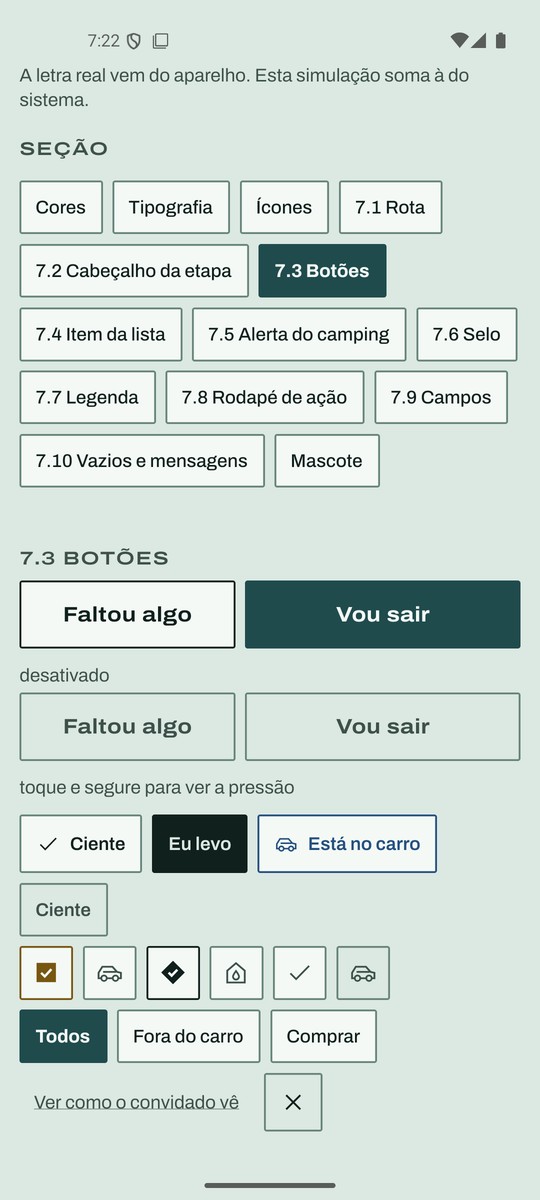 7:22
A letra real vem do aparelho. Esta simulação soma à do
sistema.
SEÇÃO
Cores
Tipografia
Ícones
7.1 Rota
7.2 Cabeçalho da etapa
7.3 Botões
7.4 Item da lista
7.5 Alerta do camping
7.6 Selo
7.7 Legenda
7.8 Rodapé de ação
7.9 Campos
7.10 Vazios e mensagens
Mascote
7.3 BOTÕES
Faltou algo
Vou sair
desativado
Faltou algo
Vou sair
toque e segure para ver a pressão
Ciente
Eu levo
Está no carro
Ciente
Todos
Fora do carro
Comprar
Ver como o convidado vê